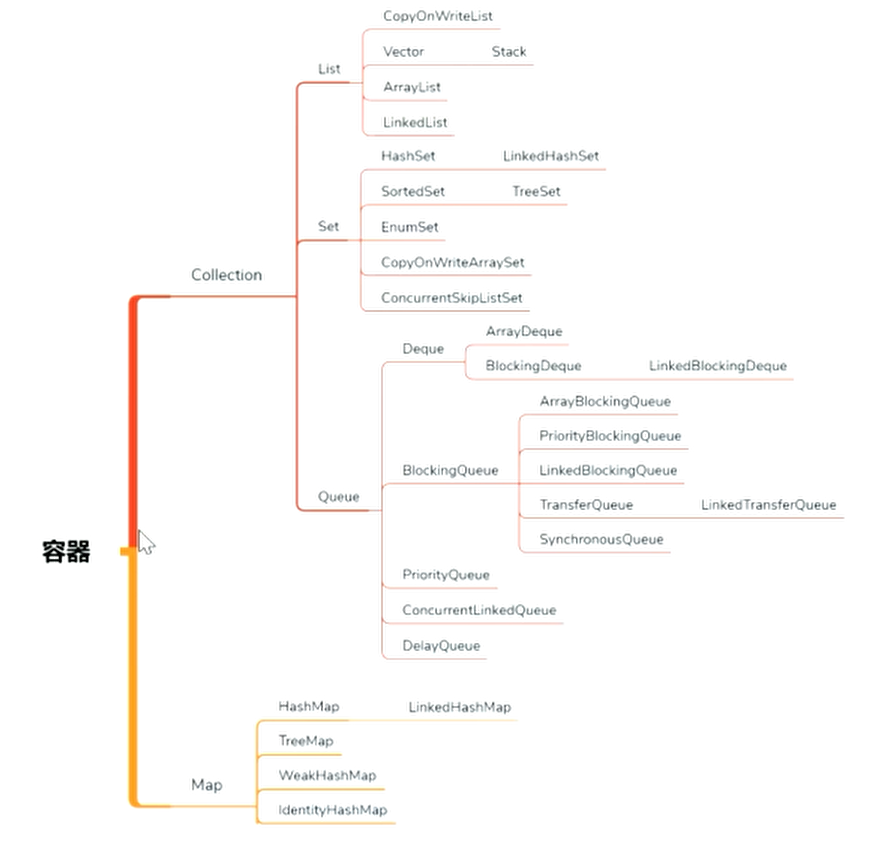 容器
Collection
List
CopyOnWriteList
Vector Stack
ArrayList
LinkedList
Set
HashSet LinkedHashSet
SortedSet TreeSet
EnumSet
CopyOnWriteArraySet
ConcurrentSkipListSet
Queue
Deque
ArrayDeque
BlockingDeque LinkedBlockingDeque
BlockingQueue
ArrayBlockingQueue
PriorityBlockingQueue
LinkedBlockingQueue
TransferQueue LinkedTransferQueue
SynchronousQueue
PriorityQueue
ConcurrentLinkedQueue
DelayQueue
Map
HashMap LinkedHashMap
TreeMap
WeakHashMap
IdentityHashMap